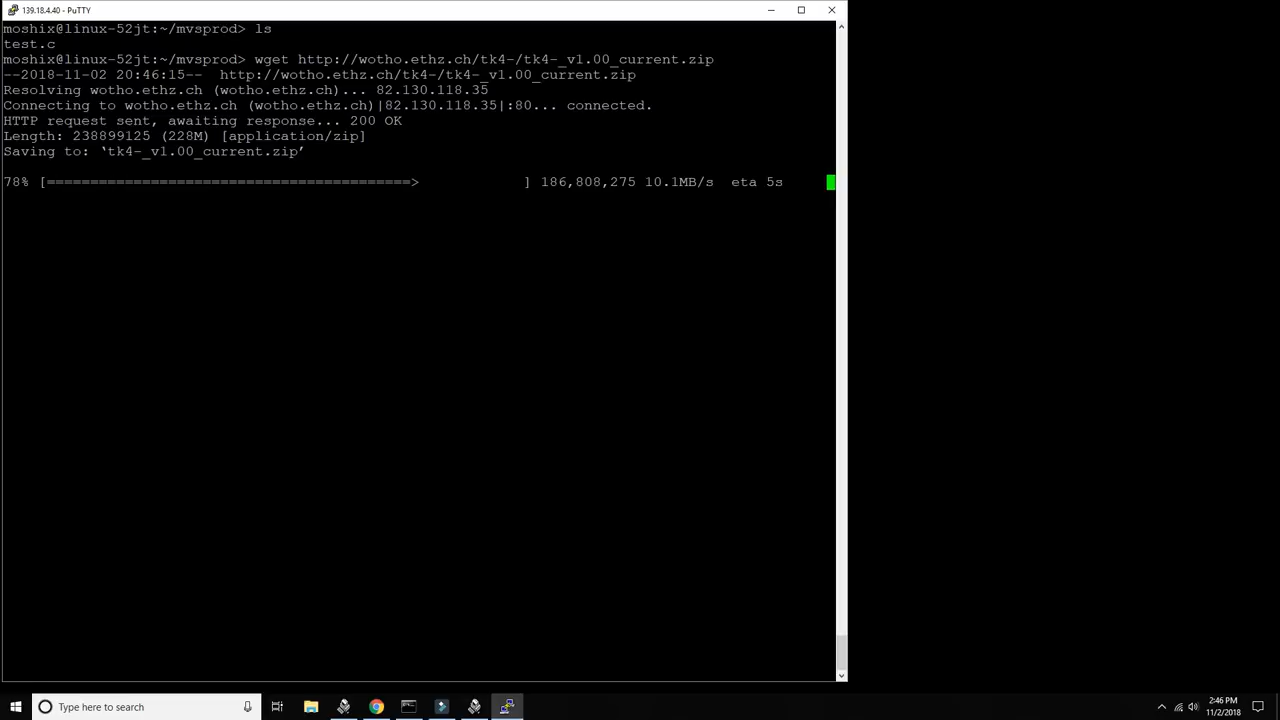 139.18.4.40 - PuTTY
moshix@linux-52jt:~/mvsprod> ls
test.c
moshix@linux-52jt:~/mvsprod> wget http://wotho.ethz.ch/tk4-/tk4-_v1.00_current.zip
--2018-11-02 20:46:15--  http://wotho.ethz.ch/tk4-/tk4-_v1.00_current.zip
Resolving wotho.ethz.ch (wotho.ethz.ch)... 82.130.118.35
Connecting to wotho.ethz.ch (wotho.ethz.ch)|82.130.118.35|:80... connected.
HTTP request sent, awaiting response... 200 OK
Length: 238899125 (228M) [application/zip]
Saving to: ‘tk4-_v1.00_current.zip’
78% [==========================================>             ] 186,808,275 10.1MB/s  eta 5s
Type here to search
2:46 PM
11/2/2018